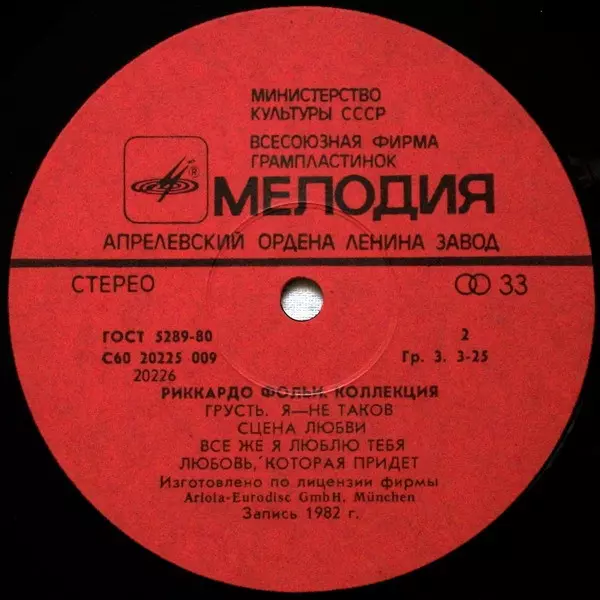 МИНИСТЕРСТВО
КУЛЬТУРЫ СССР
ВСЕСОЮЗНАЯ ФИРМА
ГРАМПЛАСТИНОК
®
МЕЛОДИЯ
АПРЕЛЕВСКИЙ ОРДЕНА ЛЕНИНА ЗАВОД
СТЕРЕО 33
ГОСТ 5289-80 2
С60 20225 009 Гр. 3. 3-25
20226
РИККАРДО ФОЛЬИ. КОЛЛЕКЦИЯ
ГРУСТЬ. Я—НЕ ТАКОВ
СЦЕНА ЛЮБВИ
ВСЕ ЖЕ Я ЛЮБЛЮ ТЕБЯ
ЛЮБОВЬ, КОТОРАЯ ПРИДЕТ
Изготовлено по лицензии фирмы
Ariola-Eurodisc GmbH, München
Запись 1982 г.